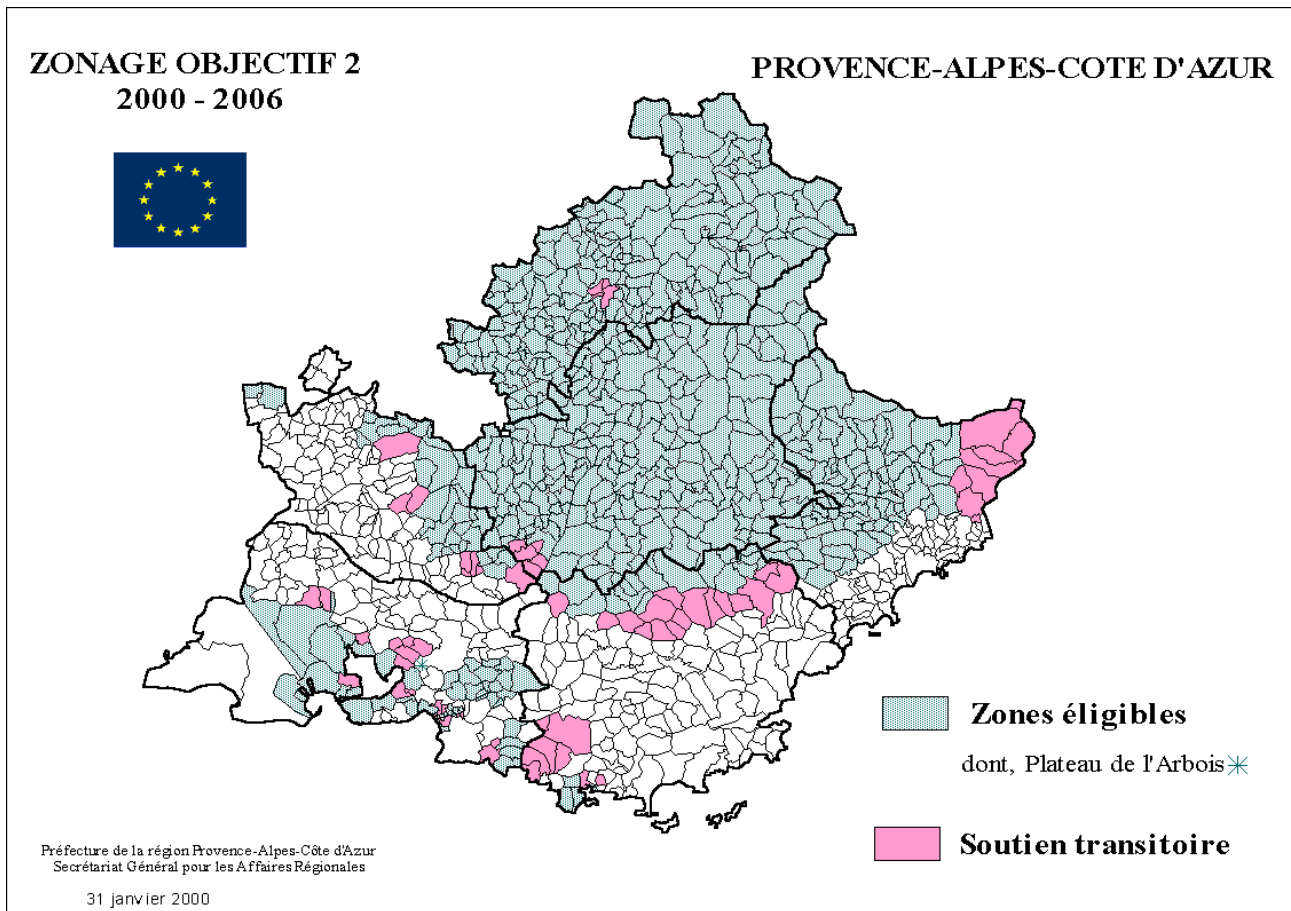 ZONAGE OBJECTIF 2
2000 - 2006
PROVENCE-ALPES-COTE D'AZUR
Zones éligibles
dont, Plateau de l'Arbois
Soutien transitoire
Préfecture de la région Provence-Alpes-Côte d'Azur
Secrétariat Général pour les Affaires Régionales
31 janvier 2000